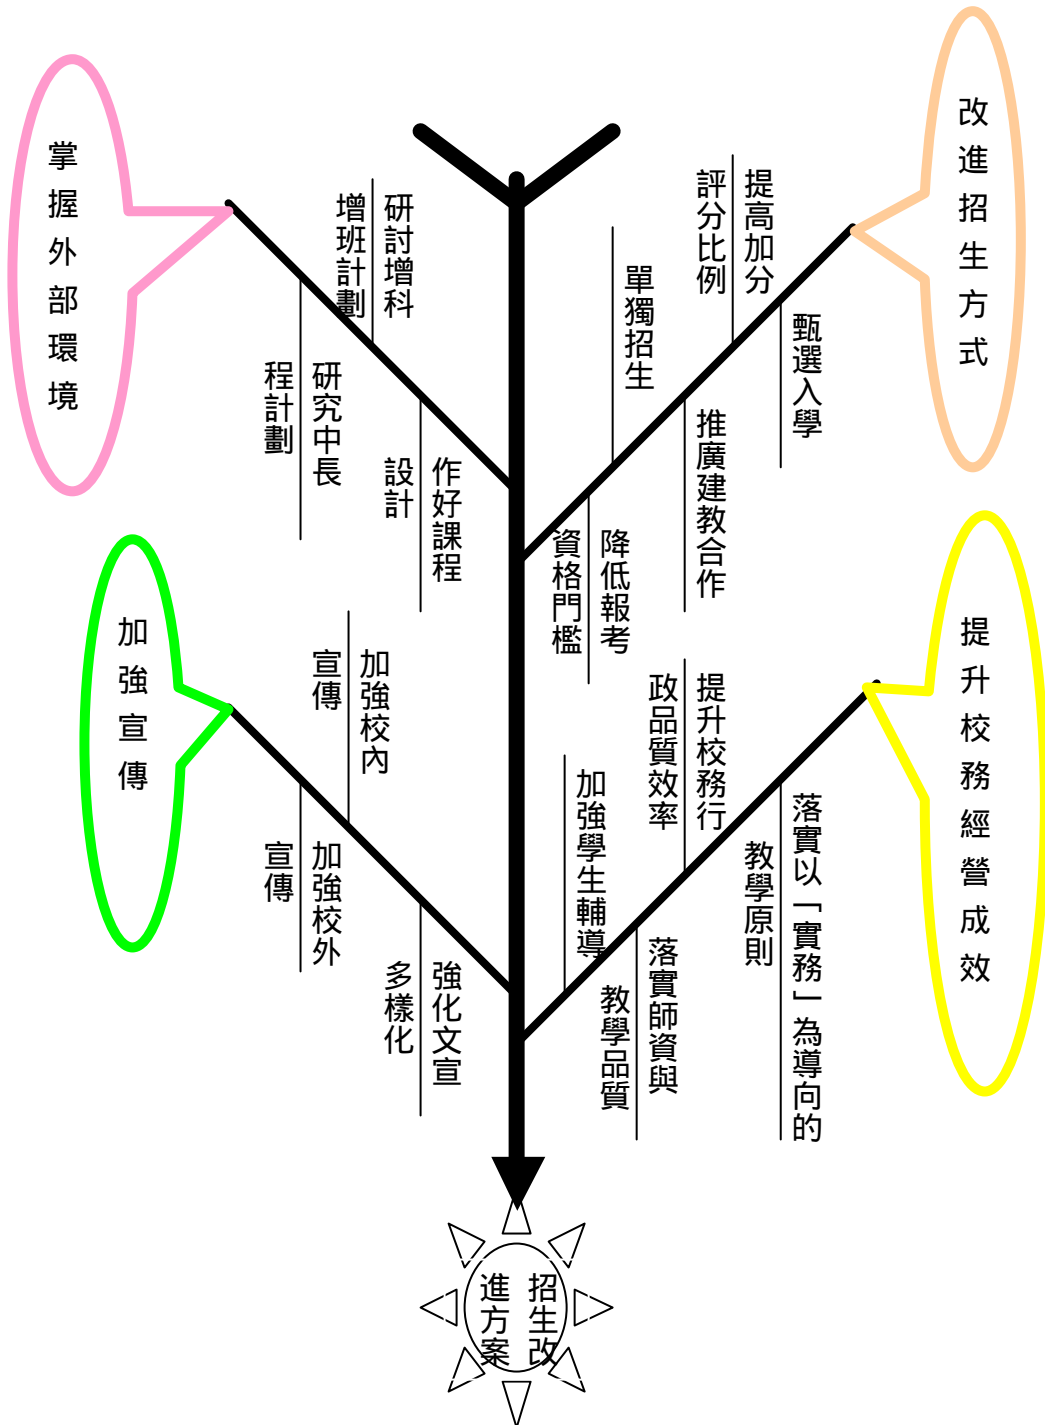 掌握外部環境
研討增科
增班計劃
研究中長
程計劃
作好課程
設計
改進招生方式
提高加分
評分比例
甄選入學
單獨招生
推廣建教合作
降低報考
資格門檻
加強宣傳
加強校內
宣傳
加強校外
宣傳
強化文宣
多樣化
提升校務經營成效
提升校務行
政品質效率
落實以「實務」為導向的
教學原則
加強學生輔導
落實師資與
教學品質
招生改
進方案